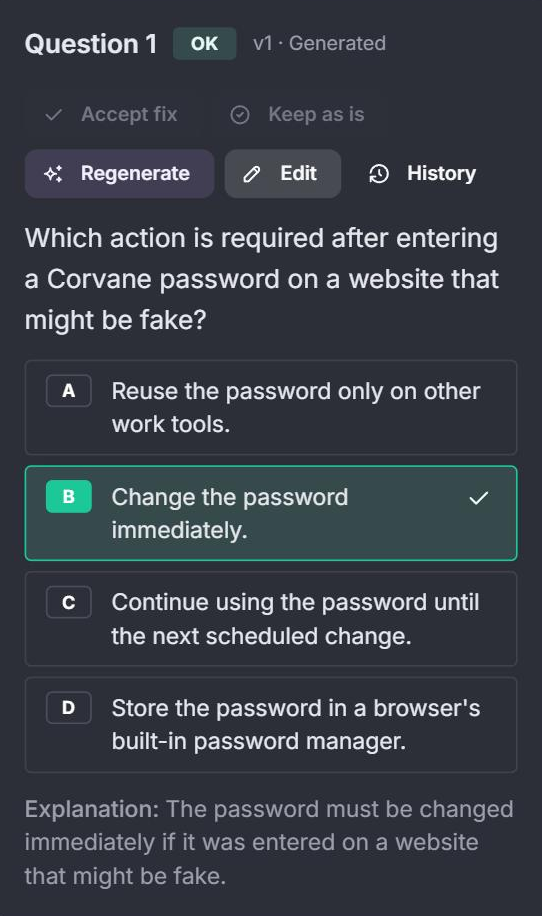 Question 1 OK v1 · Generated
Accept fix Keep as is
Regenerate Edit History
Which action is required after entering
a Corvane password on a website that
might be fake?
A Reuse the password only on other
work tools.
B Change the password
immediately.
C Continue using the password until
the next scheduled change.
D Store the password in a browser's
built-in password manager.
Explanation: The password must be changed
immediately if it was entered on a website
that might be fake.